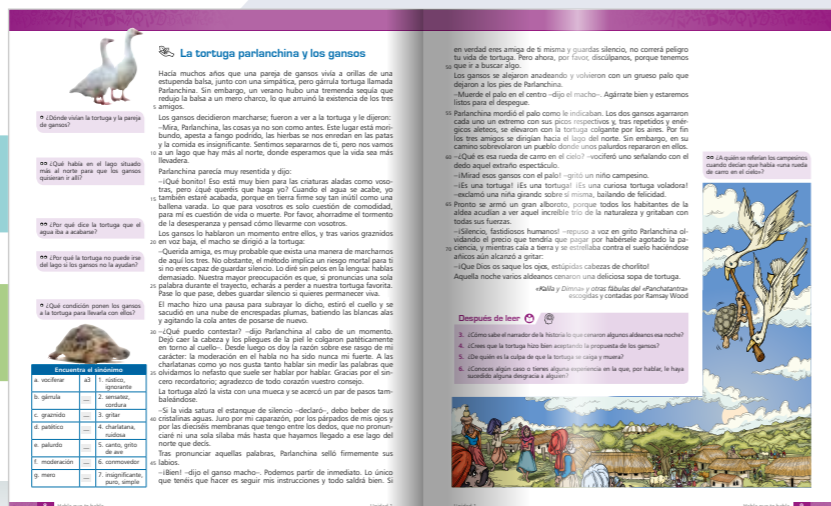 La tortuga parlanchina y los gansos
Hacía muchos años que una pareja de gansos vivía a orillas de una
estupenda balsa, junto con una simpática, pero gárrula tortuga llamada
Parlanchina. Sin embargo, un verano hubo una tremenda sequía que
redujo la balsa a un mero charco, lo que arruinó la existencia de los tres
5 amigos.
Los gansos decidieron marcharse; fueron a ver a la tortuga y le dijeron:
–Mira, Parlanchina, las cosas ya no son como antes. Este lugar está mori-
bundo, apesta a fango podrido, las hierbas se nos enredan en las patas
y la comida es insignificante. Sentimos separarnos de ti, pero nos vamos
10 a un lago que hay más al norte, donde esperamos que la vida sea más
llevadera.
Parlanchina parecía muy resentida y dijo:
–¡Qué bonito! Eso está muy bien para las criaturas aladas como voso-
tras, pero ¿qué queréis que haga yo? Cuando el agua se acabe, yo
15 también estaré acabada, porque en tierra firme soy tan inútil como una
ballena varada. Lo que para vosotros es solo cuestión de comodidad,
para mí es cuestión de vida o muerte. Por favor, ahorradme el tormento
de la desesperanza y pensad cómo llevarme con vosotros.
Los gansos lo hablaron un momento entre ellos, y tras varios graznidos
20 en voz baja, el macho se dirigió a la tortuga:
–Querida amiga, es muy probable que exista una manera de marcharnos
de aquí los tres. No obstante, el método implica un riesgo mortal para ti
si no eres capaz de guardar silencio. Lo diré sin pelos en la lengua: hablas
demasiado. Nuestra mayor preocupación es que, si pronuncias una sola
25 palabra durante el trayecto, echarás a perder a nuestra tortuga favorita.
Pase lo que pase, debes guardar silencio si quieres permanecer viva.
El macho hizo una pausa para subrayar lo dicho, estiró el cuello y se
sacudió en una nube de encrespadas plumas, batiendo las blancas alas
y agitando la cola antes de posarse de nuevo.
30 –¿Qué puedo contestar? –dijo Parlanchina al cabo de un momento.
Dejó caer la cabeza y los pliegues de la piel le colgaron patéticamente
en torno al cuello–. Desde luego os doy la razón sobre ese rasgo de mi
carácter: la moderación en el habla no ha sido nunca mi fuerte. A las
charlatanas como yo nos gusta tanto hablar sin medir las palabras que
35 olvidamos lo nefasto que suele ser hablar por hablar. Gracias por el sin-
cero recordatorio; agradezco de todo corazón vuestro consejo.
La tortuga alzó la vista con una mueca y se acercó un par de pasos tam-
baleándose.
–Si la vida satura el estanque de silencio –declaró–, debo beber de sus
40 cristalinas aguas. Juro por mi caparazón, por los párpados de mis ojos y
por las dieciséis membranas que tengo entre los dedos, que no pronun-
ciaré ni una sola sílaba más hasta que hayamos llegado a ese lago del
norte que decís.
Tras pronunciar aquellas palabras, Parlanchina selló firmemente sus
45 labios.
–¡Bien! –dijo el ganso macho–. Podemos partir de inmediato. Lo único
que tenéis que hacer es seguir mis instrucciones y todo saldrá bien. Si
¿Dónde vivían la tortuga y la pareja
de gansos?
¿Qué había en el lago situado
más al norte para que los gansos
quisieran ir allí?
¿Por qué dice la tortuga que el
agua iba a acabarse?
¿Por qué la tortuga no puede irse
del lago si los gansos no la ayudan?
¿Qué condición ponen los gansos
a la tortuga para llevarla con ellos?
Encuentra el sinónimo
a. vociferar a3 1. rústico,
ignorante
b. gárrula ... 2. sensatez,
cordura
c. graznido ... 3. gritar
d. patético ... 4. charlatana,
ruidosa
e. palurdo ... 5. canto, grito
de ave
f. moderación ... 6. conmovedor
g. mero ... 7. insignificante,
puro, simple
en verdad eres amiga de ti misma y guardas silencio, no correrá peligro
tu vida de tortuga. Pero ahora, por favor, discúlpanos, porque tenemos
50 que ir a buscar algo.
Los gansos se alejaron anadeando y volvieron con un grueso palo que
dejaron a los pies de Parlanchina.
–Muerde el palo en el centro –dijo el macho–. Agárrate bien y estaremos
listos para el despegue.
55 Parlanchina mordió el palo como le indicaban. Los dos gansos agarraron
cada uno un extremo con sus picos respectivos y, tras repetidos y enér-
gicos aleteos, se elevaron con la tortuga colgante por los aires. Por fin
los tres amigos se dirigían hacia el lago del norte. Sin embargo, en su
camino sobrevolaron un pueblo donde unos palurdos repararon en ellos.
60 –¿Qué es esa rueda de carro en el cielo? –vociferó uno señalando con el
dedo aquel extraño espectáculo.
–¡Mirad esos gansos con el palo! –gritó un niño campesino.
–¡Es una tortuga! ¡Es una tortuga! ¡Es una curiosa tortuga voladora!
–exclamó una niña girando sobre sí misma, bailando de felicidad.
65 Pronto se armó un gran alboroto, porque todos los habitantes de la
aldea acudían a ver aquel increíble trío de la naturaleza y gritaban con
todas sus fuerzas.
–¡Silencio, fastidiosos humanos! –repuso a voz en grito Parlanchina ol-
vidando el precio que tendría que pagar por habérsele agotado la pa-
70 ciencia, y mientras caía a tierra y se estrellaba contra el suelo haciéndose
añicos aún alcanzó a gritar:
–¡Que Dios os saque los ojos, estúpidas cabezas de chorlito!
Aquella noche varios aldeanos cenaron una deliciosa sopa de tortuga.
«Kalila y Dimna» y otras fábulas del «Panchatantra»
escogidas y contadas por Ramsay Wood
¿A quién se referían los campesinos
cuando decían que había «una rueda
de carro en el cielo»?
Después de leer
3. ¿Cómo sabe el narrador de la historia lo que cenaron algunos aldeanos esa noche?
4. ¿Crees que la tortuga hizo bien aceptando la propuesta de los gansos?
5. ¿De quién es la culpa de que la tortuga se caiga y muera?
6. ¿Conoces algún caso o tienes alguna experiencia en la que, por hablar, le haya
sucedido alguna desgracia a alguien?